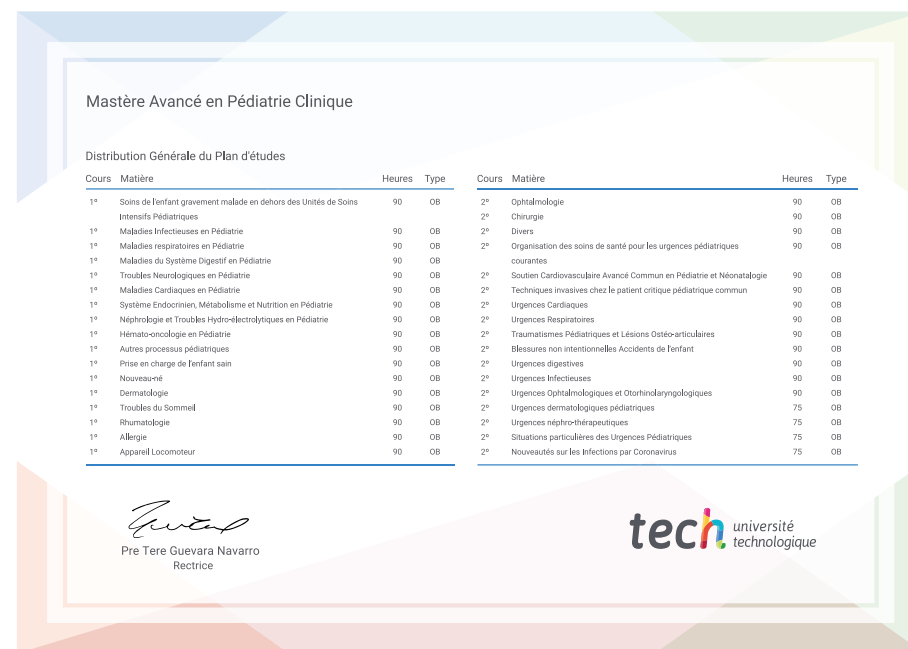 Mastère Avancé en Pédiatrie Clinique
Distribution Générale du Plan d'études
Cours Matière Heures Type
1º Soins de l'enfant gravement malade en dehors des Unités de Soins 90 OB
Intensifs Pédiatriques
1º Maladies Infectieuses en Pédiatrie 90 OB
1º Maladies respiratoires en Pédiatrie 90 OB
1º Maladies du Système Digestif en Pédiatrie 90 OB
1º Troubles Neurologiques en Pédiatrie 90 OB
1º Maladies Cardiaques en Pédiatrie 90 OB
1º Système Endocrinien, Métabolisme et Nutrition en Pédiatrie 90 OB
1º Néphrologie et Troubles Hydro-électrolytiques en Pédiatrie 90 OB
1º Hémato-oncologie en Pédiatrie 90 OB
1º Autres processus pédiatriques 90 OB
1º Prise en charge de l'enfant sain 90 OB
1º Nouveau-né 90 OB
1º Dermatologie 90 OB
1º Troubles du Sommeil 90 OB
1º Rhumatologie 90 OB
1º Allergie 90 OB
1º Appareil Locomoteur 90 OB
Cours Matière Heures Type
2º Ophtalmologie 90 OB
2º Chirurgie 90 OB
2º Divers 90 OB
2º Organisation des soins de santé pour les urgences pédiatriques 90 OB
courantes
2º Soutien Cardiovasculaire Avancé Commun en Pédiatrie et Néonatalogie 90 OB
2º Techniques invasives chez le patient critique pédiatrique commun 90 OB
2º Urgences Cardiaques 90 OB
2º Urgences Respiratoires 90 OB
2º Traumatismes Pédiatriques et Lésions Ostéo-articulaires 90 OB
2º Blessures non intentionnelles Accidents de l'enfant 90 OB
2º Urgences digestives 90 OB
2º Urgences Infectieuses 90 OB
2º Urgences Ophtalmologiques et Otorhinolaryngologiques 90 OB
2º Urgences dermatologiques pédiatriques 75 OB
2º Urgences néphro-thérapeutiques 75 OB
2º Situations particulières des Urgences Pédiatriques 75 OB
2º Nouveautés sur les Infections par Coronavirus 75 OB
Pre Tere Guevara Navarro
Rectrice
tech université
technologique